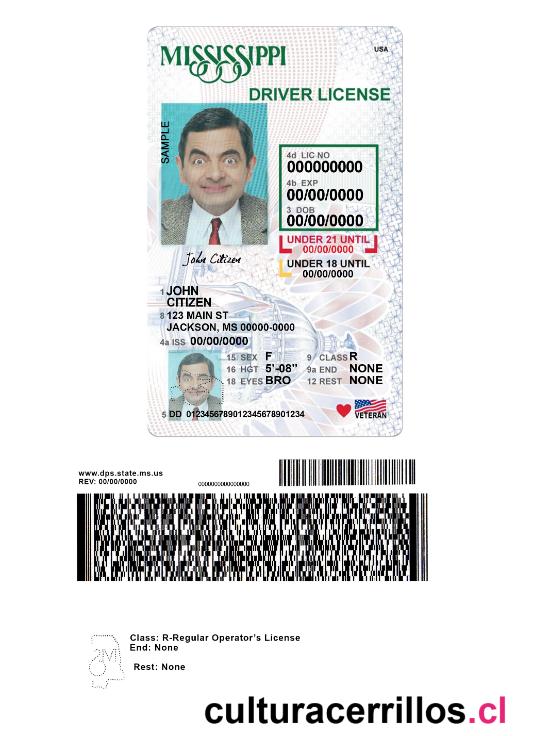 MISSISSIPPI
USA
DRIVER LICENSE
SAMPLE
4d LIC NO
000000000
4b EXP
00/00/0000
3 DOB
00/00/0000
UNDER 21 UNTIL
00/00/0000
UNDER 18 UNTIL
00/00/0000
John Citizen
1 JOHN
CITIZEN
8 123 MAIN ST
JACKSON, MS 00000-0000
4a ISS 00/00/0000
15 SEX F 9 CLASS R
16 HGT 5'-08" 9a END NONE
18 EYES BRO 12 REST NONE
5 DD 0123456789012345678901234
VETERAN
www.dps.state.ms.us
REV: 00/00/0000
Class: R-Regular Operator's License
End: None
Rest: None
culturacerrillos.cl